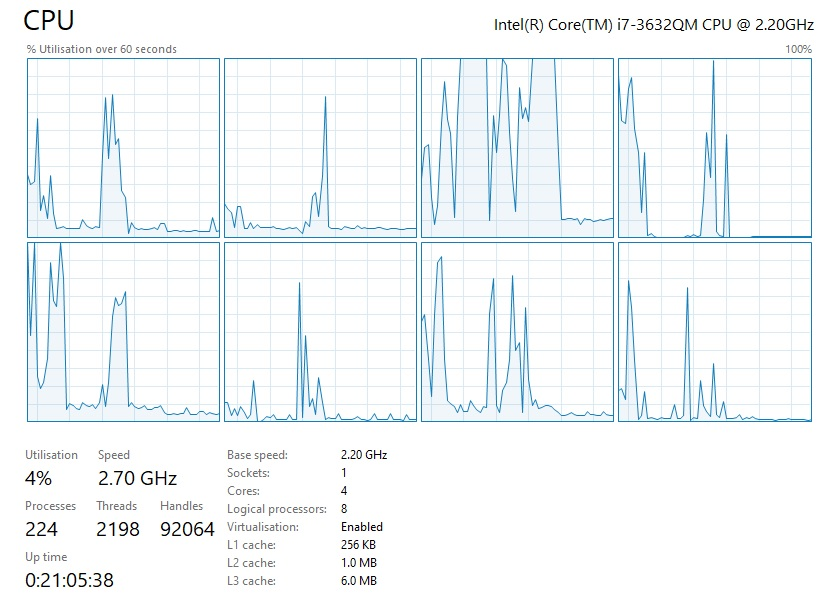 CPU
Intel(R) Core(TM) i7-3632QM CPU @ 2.20GHz
% Utilisation over 60 seconds
100%
Utilisation
Speed
4%
2.70 GHz
Processes
Threads
Handles
224
2198
92064
Up time
0:21:05:38
Base speed:
2.20 GHz
Sockets:
1
Cores:
4
Logical processors:
8
Virtualisation:
Enabled
L1 cache:
256 KB
L2 cache:
1.0 MB
L3 cache:
6.0 MB